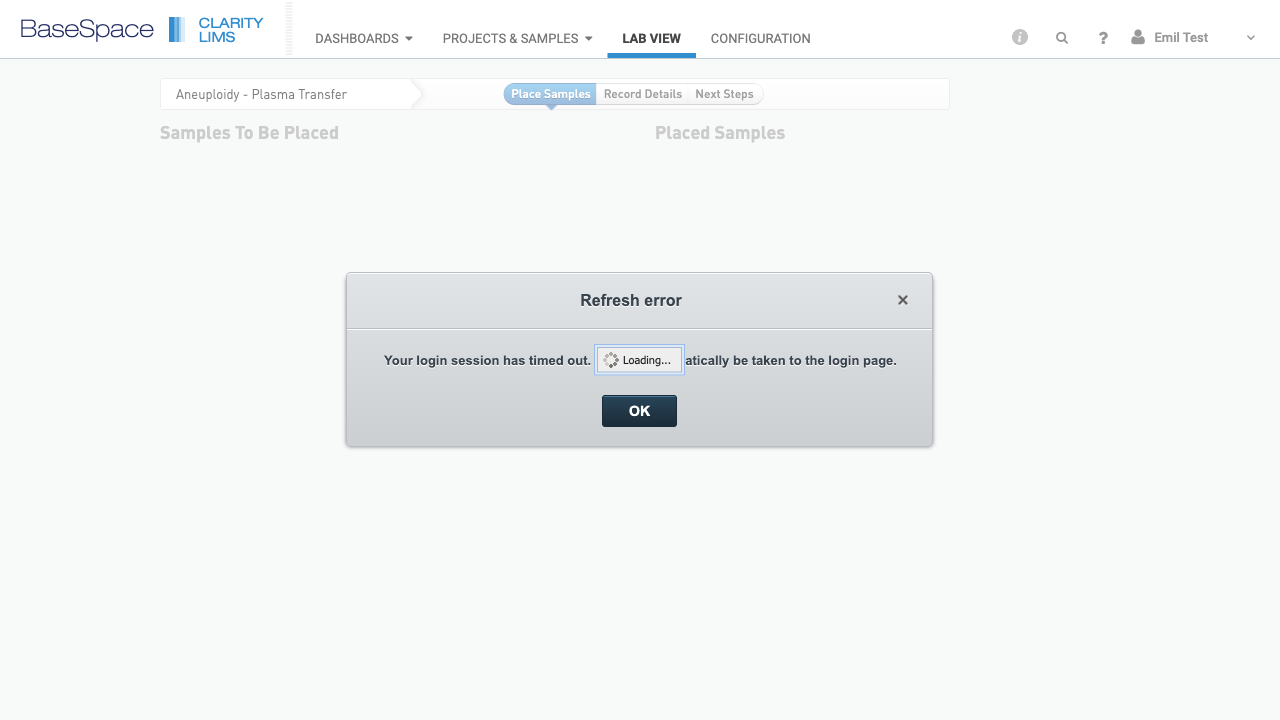 BaseSpace CLARITY LIMS
DASHBOARDS PROJECTS & SAMPLES LAB VIEW CONFIGURATION ? Emil Test
Aneuploidy - Plasma Transfer Place Samples Record Details Next Steps
Samples To Be Placed Placed Samples
Refresh error ×
Your login session has timed out. Loading... atically be taken to the login page.
OK